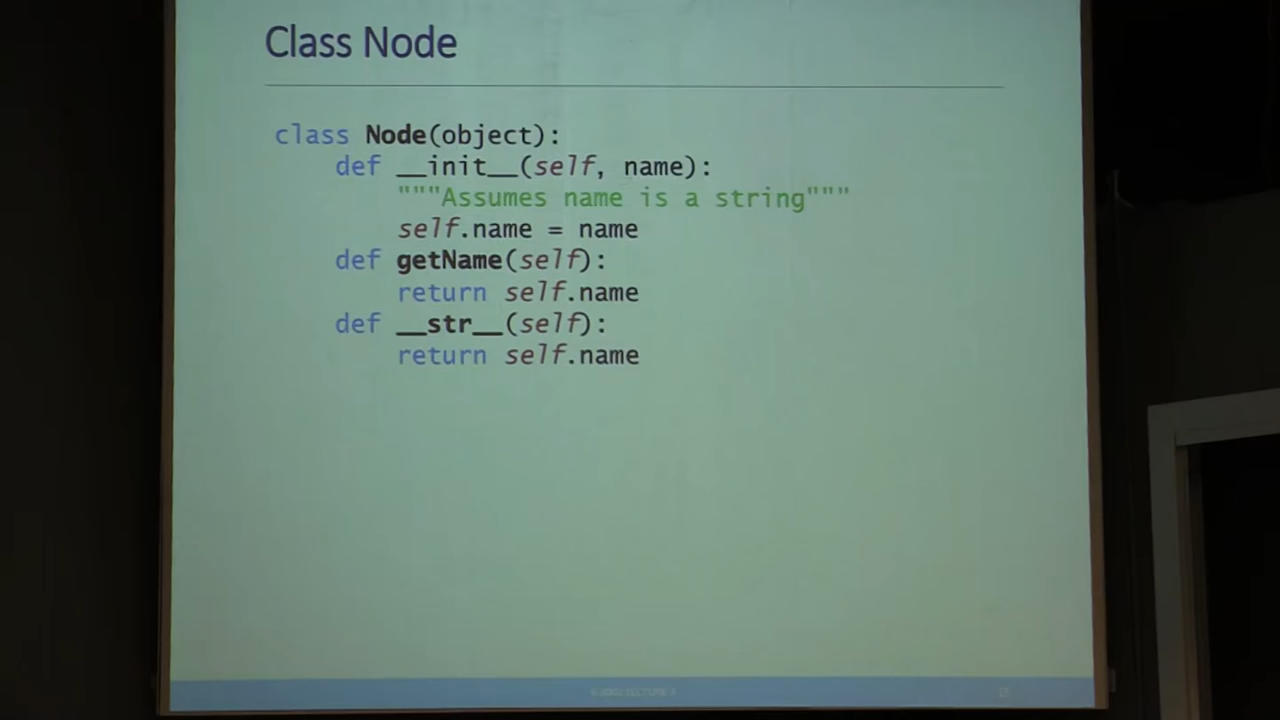 Class Node
class Node(object):
    def __init__(self, name):
        """Assumes name is a string"""
        self.name = name
    def getName(self):
        return self.name
    def __str__(self):
        return self.name